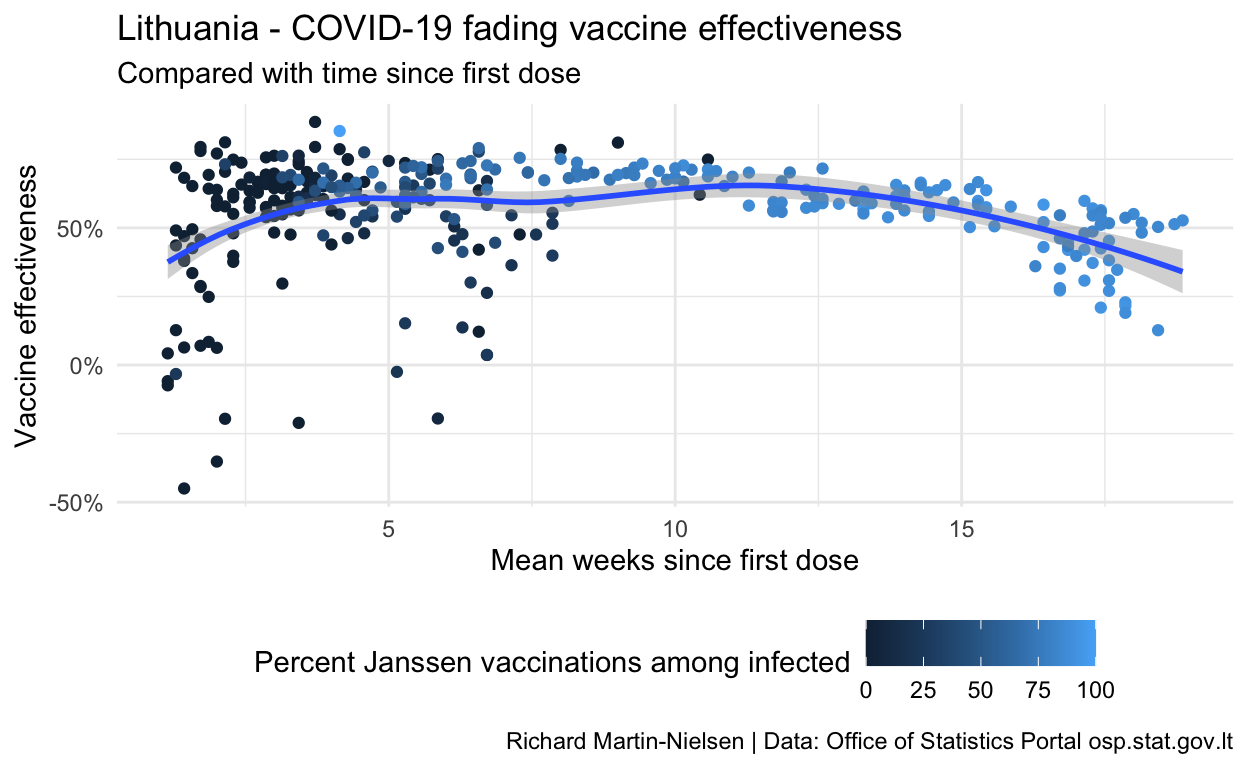 Lithuania - COVID-19 fading vaccine effectiveness
Compared with time since first dose
Vaccine effectiveness
50%
0%
-50%
5 10 15
Mean weeks since first dose
Percent Janssen vaccinations among infected
0 25 50 75 100
Richard Martin-Nielsen | Data: Office of Statistics Portal osp.stat.gov.lt